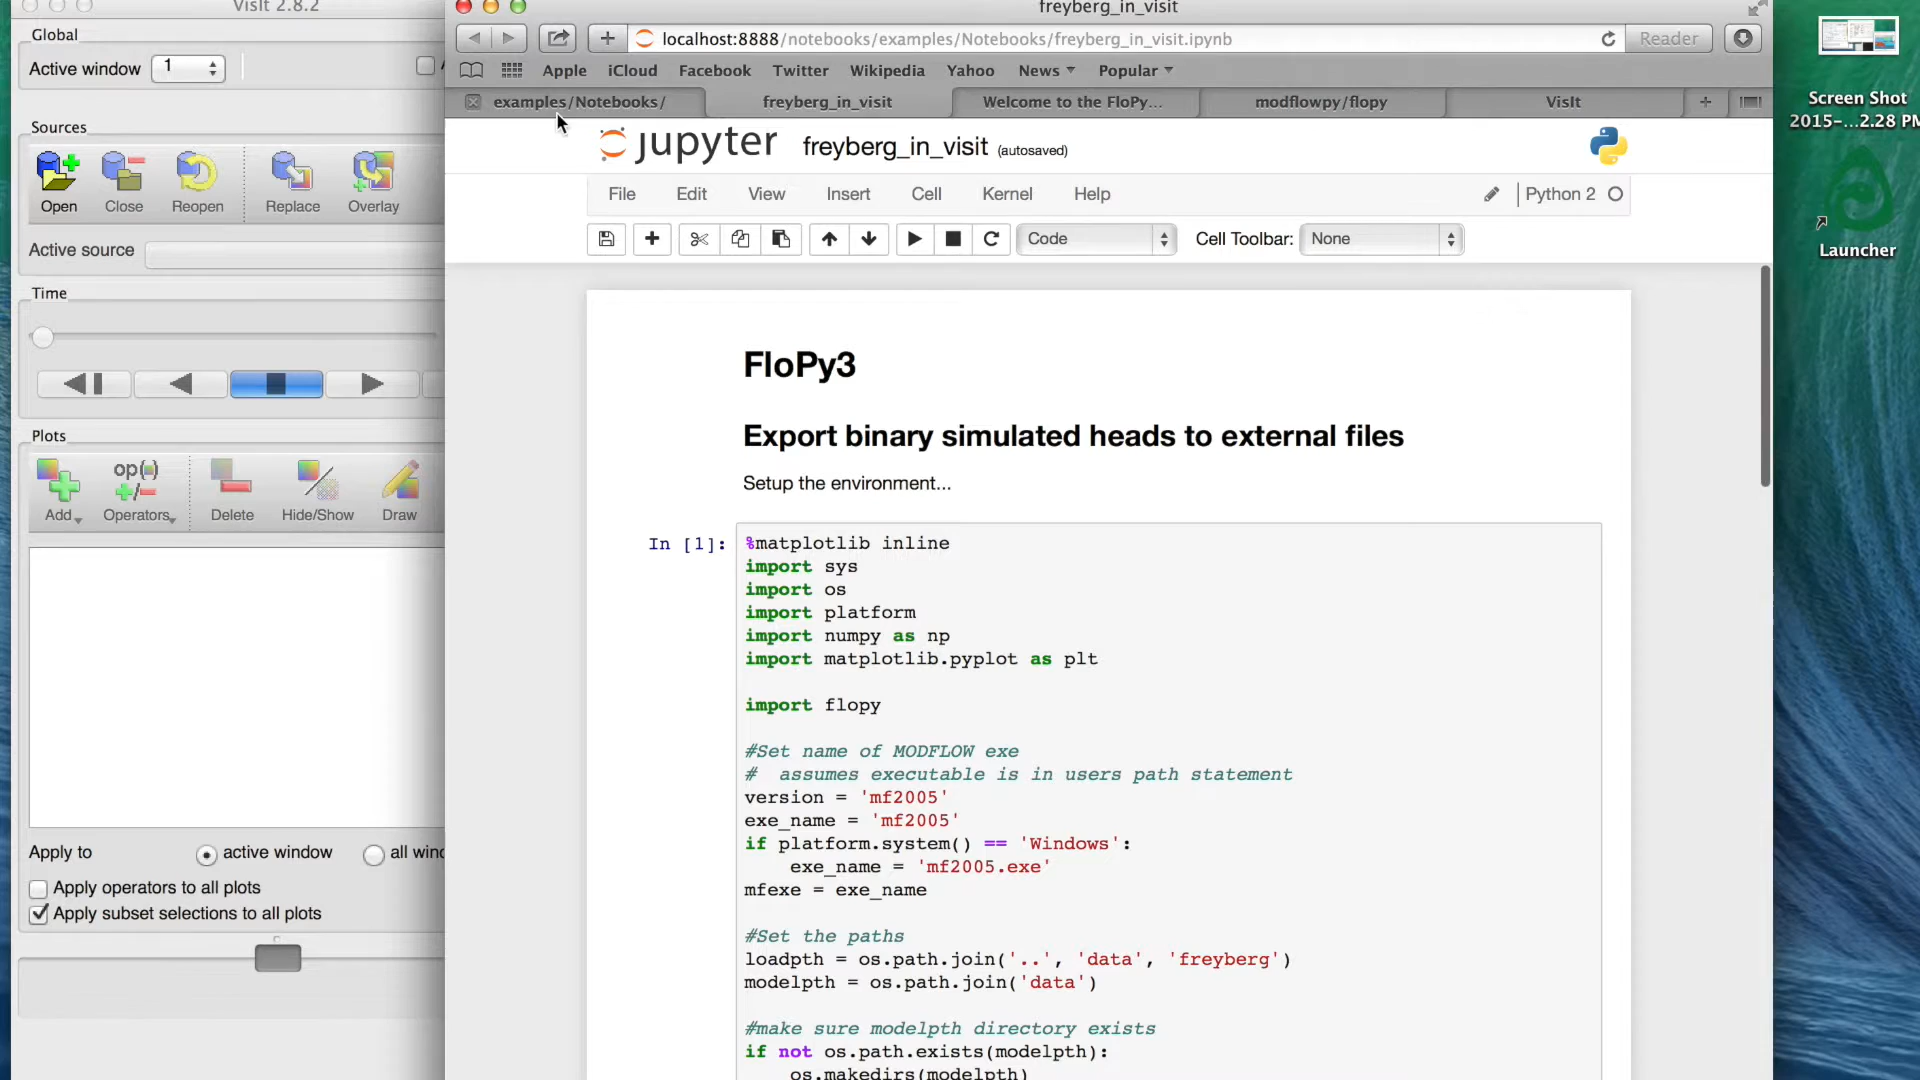 VisIt 2.8.2
Global
Active window 1
Sources
Open Close Reopen Replace Overlay
Active source
Time
Plots
Add Operators Delete Hide/Show Draw
Apply to active window
Apply operators to all plots
Apply subset selections to all plots
freyberg_in_visit
localhost:8888/notebooks/examples/Notebooks/freyberg_in_visit.ipynb
Reader
Apple iCloud Facebook Twitter Wikipedia Yahoo News Popular
examples/Notebooks/ freyberg_in_visit Welcome to the FloPy... modflowpy/flopy VisIt
jupyter freyberg_in_visit (autosaved)
File Edit View Insert Cell Kernel Help Python 2
Code Cell Toolbar: None
FloPy3
Export binary simulated heads to external files
Setup the environment...
In [1]: %matplotlib inline
import sys
import os
import platform
import numpy as np
import matplotlib.pyplot as plt
import flopy
#Set name of MODFLOW exe
#  assumes executable is in users path statement
version = 'mf2005'
exe_name = 'mf2005'
if platform.system() == 'Windows':
    exe_name = 'mf2005.exe'
mfexe = exe_name
#Set the paths
loadpth = os.path.join('..', 'data', 'freyberg')
modelpth = os.path.join('data')
#make sure modelpth directory exists
if not os.path.exists(modelpth):
    os.makedirs(modelpth)
Screen Shot
2015-...2.28 PM
Launcher